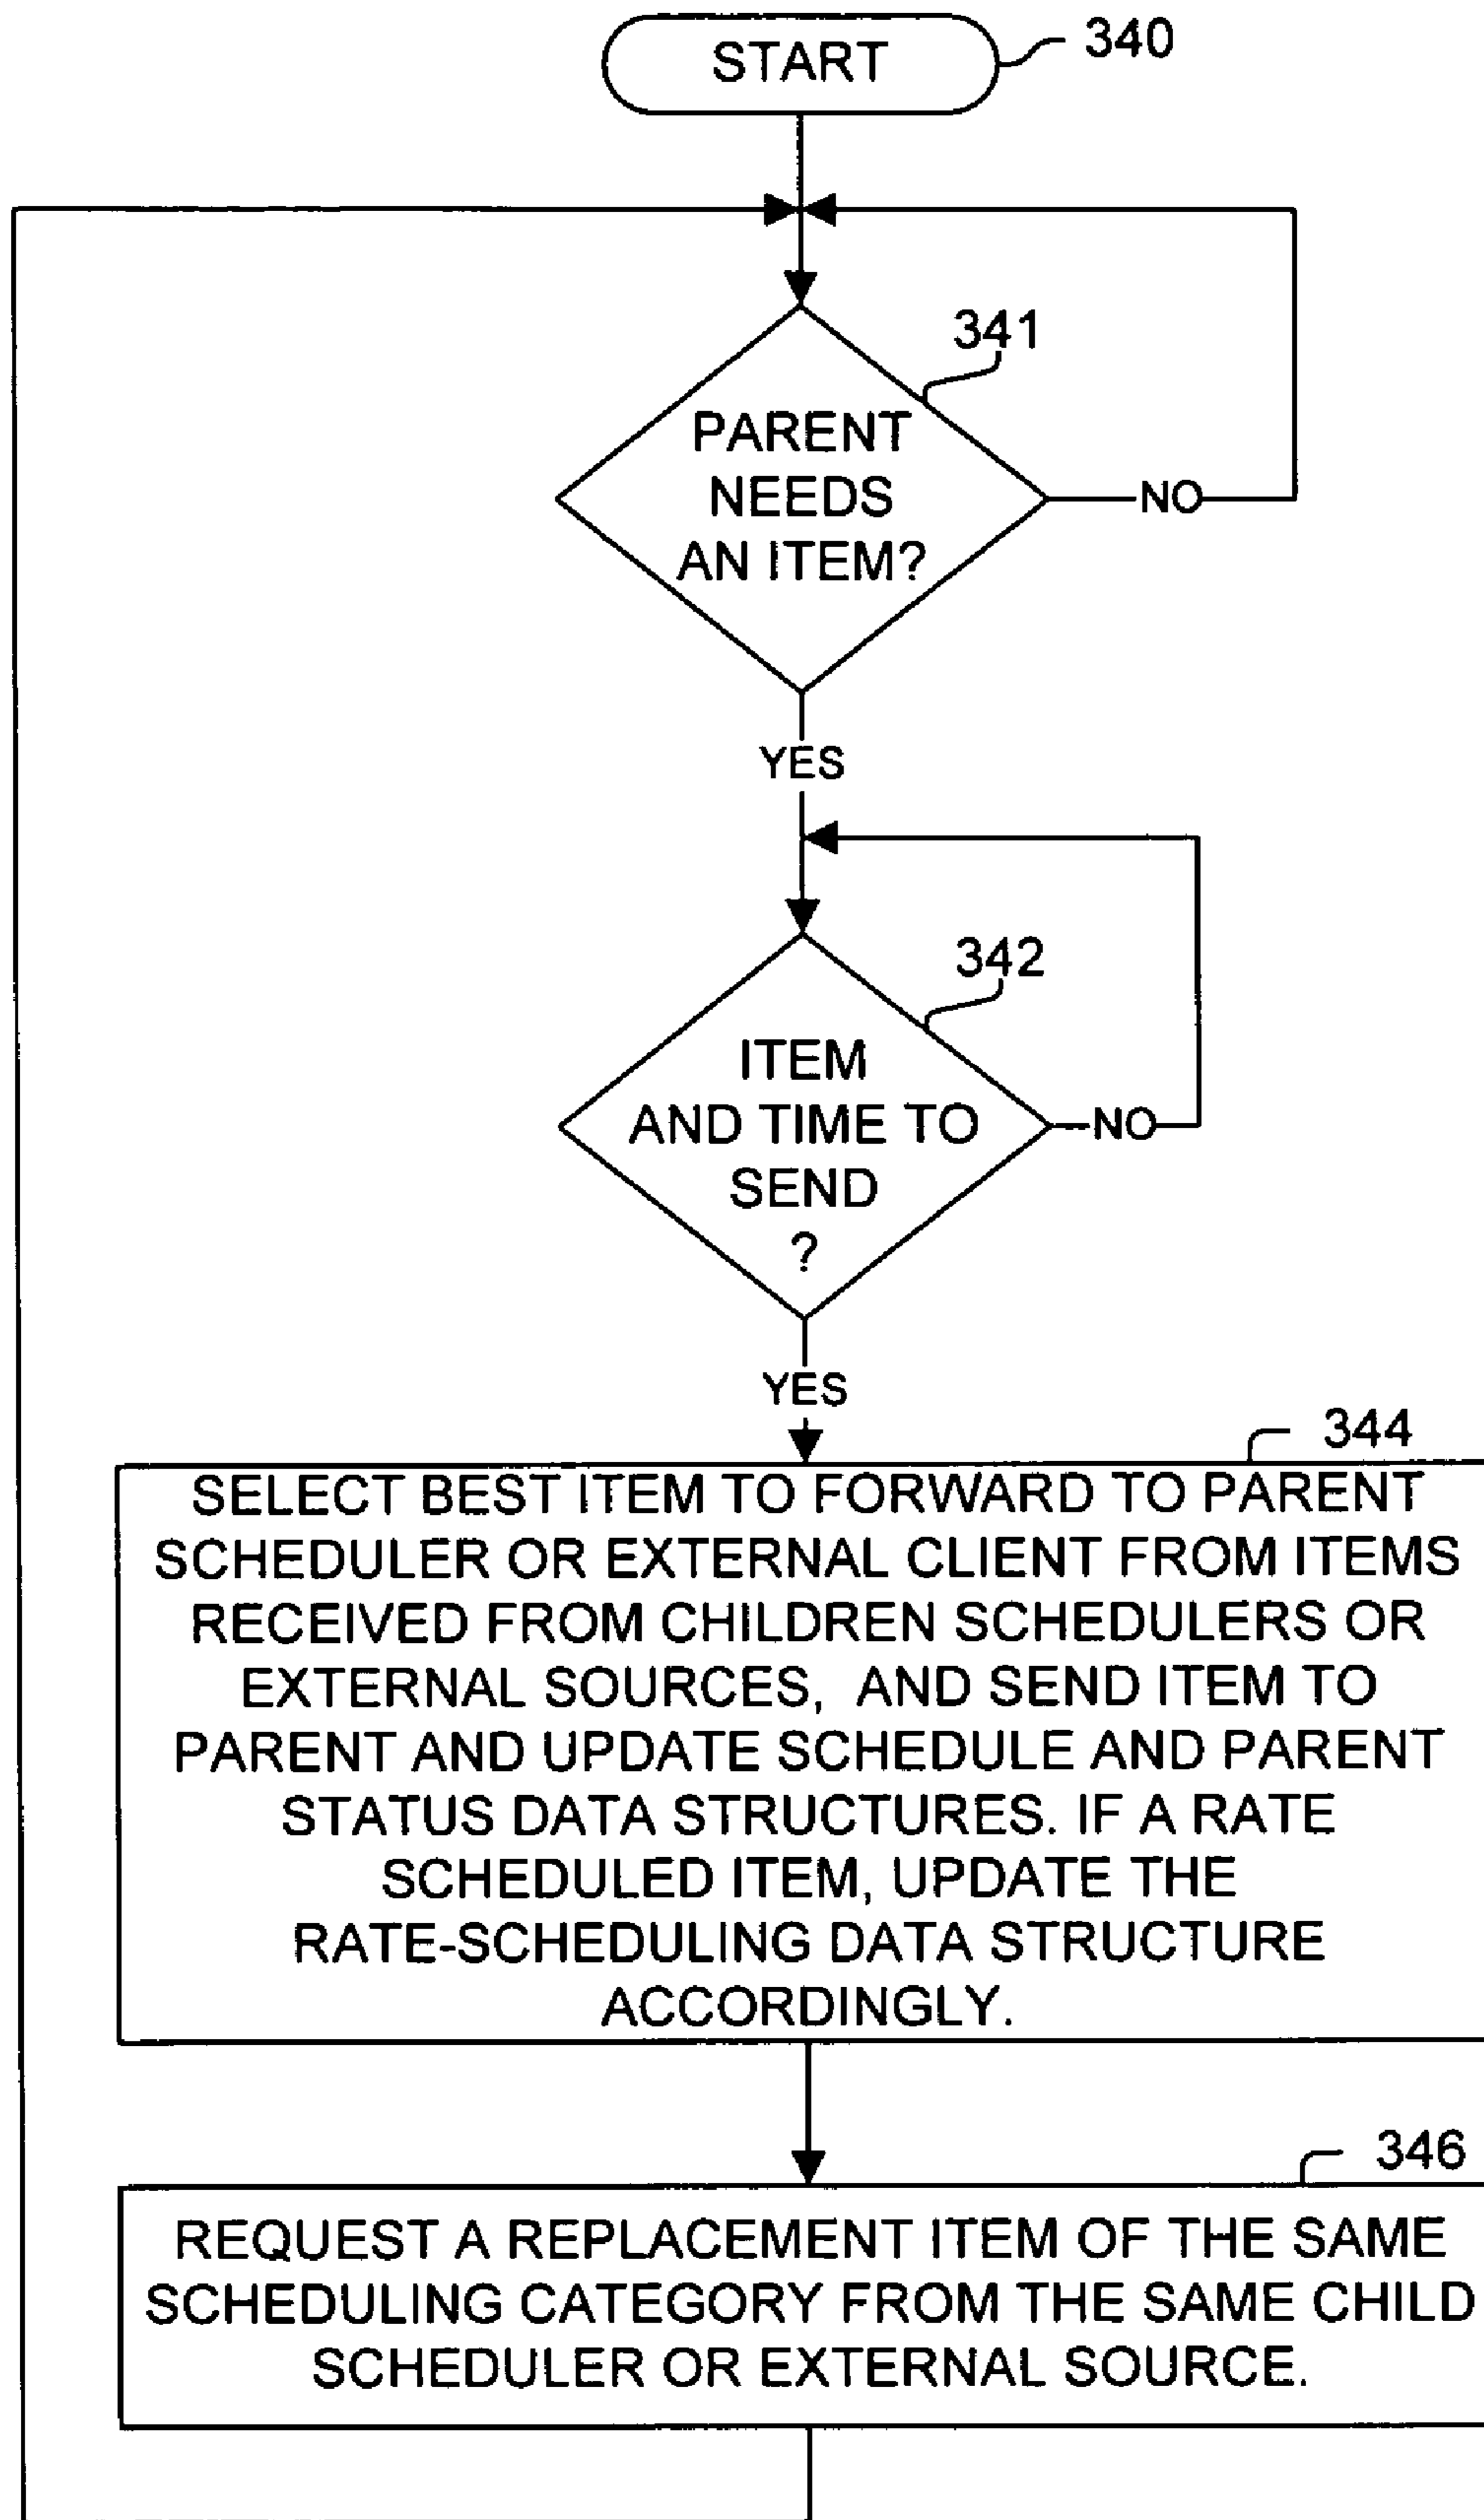 START
340
341
PARENT
NEEDS
AN ITEM?
NO
YES
342
ITEM
AND TIME TO
SEND
?
NO
YES
344
SELECT BEST ITEM TO FORWARD TO PARENT
SCHEDULER OR EXTERNAL CLIENT FROM ITEMS
RECEIVED FROM CHILDREN SCHEDULERS OR
EXTERNAL SOURCES, AND SEND ITEM TO
PARENT AND UPDATE SCHEDULE AND PARENT
STATUS DATA STRUCTURES. IF A RATE
SCHEDULED ITEM, UPDATE THE
RATE-SCHEDULING DATA STRUCTURE
ACCORDINGLY.
346
REQUEST A REPLACEMENT ITEM OF THE SAME
SCHEDULING CATEGORY FROM THE SAME CHILD
SCHEDULER OR EXTERNAL SOURCE.